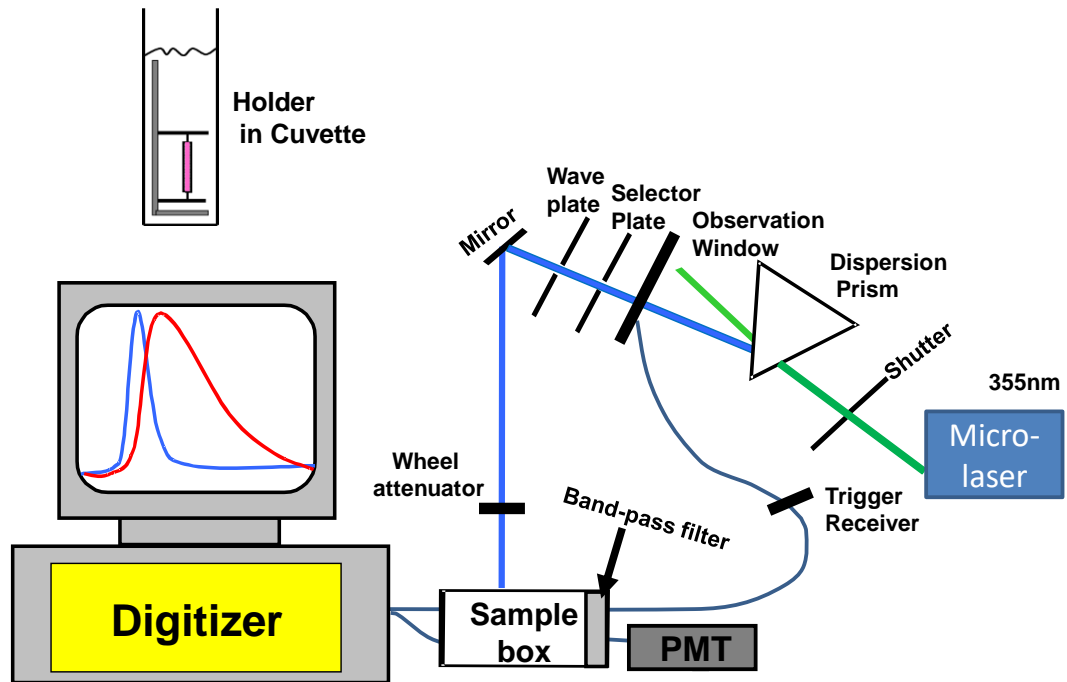 Holder
in Cuvette
Wave
plate
Selector
Plate
Observation
Window
Mirror
Dispersion
Prism
Shutter
355nm
Micro-
laser
Wheel
attenuator
Band-pass filter
Trigger
Receiver
Digitizer
Sample
box
PMT